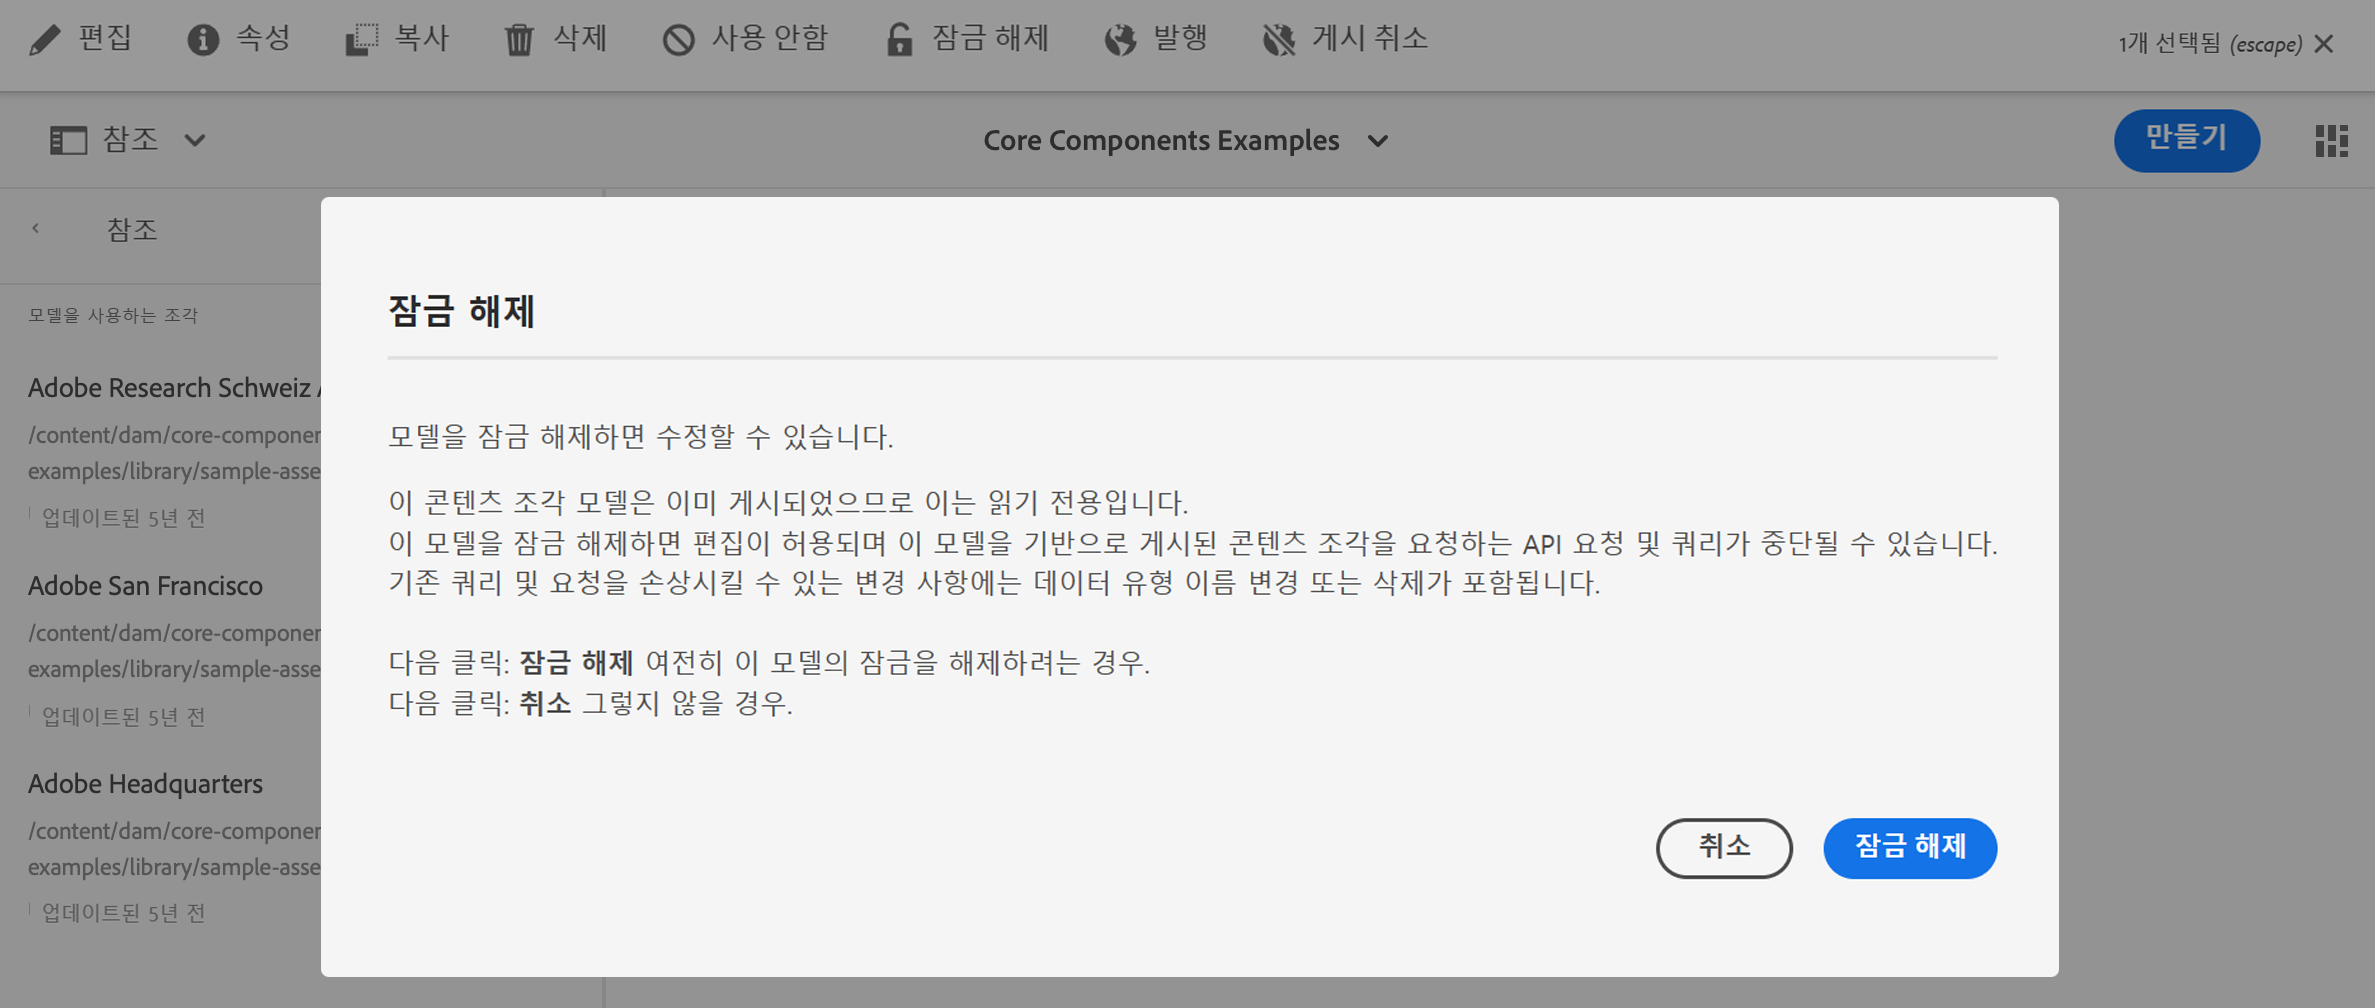 편집 속성 복사 삭제 사용 안함 잠금 해제 발행 게시 취소 1개 선택됨 (escape)
참조 Core Components Examples 만들기
참조
모델을 사용하는 조각
Adobe Research Schweiz
/content/dam/core-componen
examples/library/sample-asse
업데이트된 5년 전
Adobe San Francisco
/content/dam/core-componen
examples/library/sample-asse
업데이트된 5년 전
Adobe Headquarters
/content/dam/core-componen
examples/library/sample-asse
업데이트된 5년 전
잠금 해제
모델을 잠금 해제하면 수정할 수 있습니다.
이 콘텐츠 조각 모델은 이미 게시되었으므로 이는 읽기 전용입니다.
이 모델을 잠금 해제하면 편집이 허용되며 이 모델을 기반으로 게시된 콘텐츠 조각을 요청하는 API 요청 및 쿼리가 중단될 수 있습니다.
기존 쿼리 및 요청을 손상시킬 수 있는 변경 사항에는 데이터 유형 이름 변경 또는 삭제가 포함됩니다.
다음 클릭: 잠금 해제 여전히 이 모델의 잠금을 해제하려는 경우.
다음 클릭: 취소 그렇지 않을 경우.
취소 잠금 해제